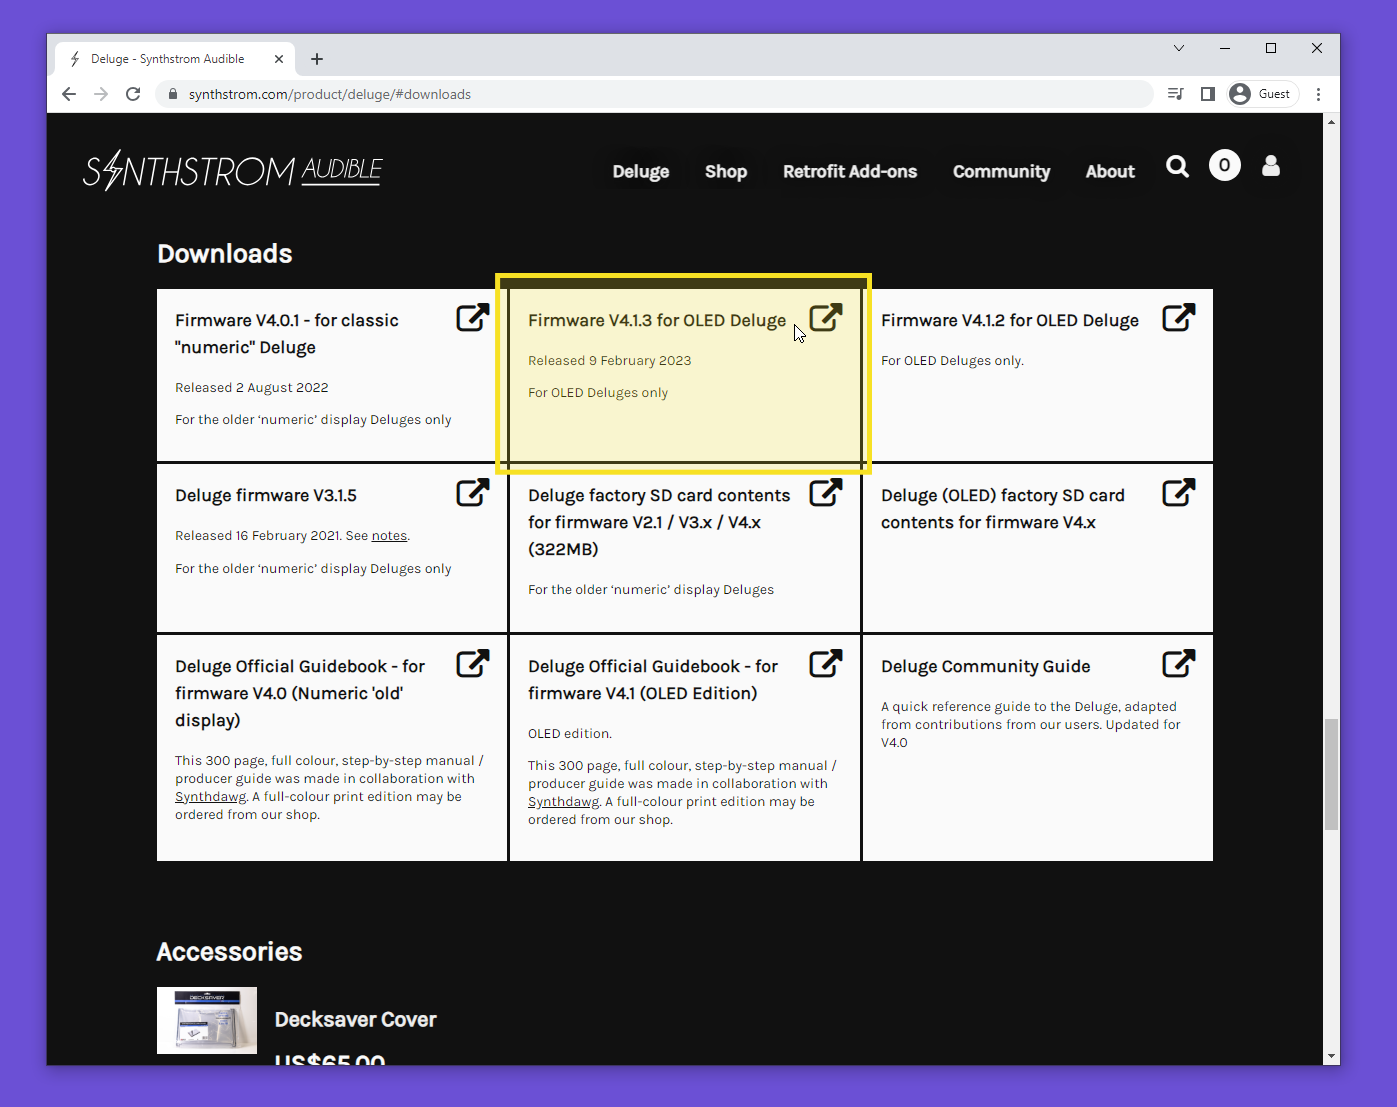 Deluge - Synthstrom Audible
synthstrom.com/product/deluge/#downloads
Guest
SYNTHSTROM AUDIBLE
Deluge
Shop
Retrofit Add-ons
Community
About
0
Downloads
Firmware V4.0.1 - for classic
"numeric" Deluge
Released 2 August 2022
For the older ‘numeric’ display Deluges only
Firmware V4.1.3 for OLED Deluge
Released 9 February 2023
For OLED Deluges only
Firmware V4.1.2 for OLED Deluge
For OLED Deluges only.
Deluge firmware V3.1.5
Released 16 February 2021. See notes.
For the older ‘numeric’ display Deluges only
Deluge factory SD card contents
for firmware V2.1 / V3.x / V4.x
(322MB)
For the older ‘numeric’ display Deluges
Deluge (OLED) factory SD card
contents for firmware V4.x
Deluge Official Guidebook - for
firmware V4.0 (Numeric 'old'
display)
This 300 page, full colour, step-by-step manual /
producer guide was made in collaboration with
Synthdawg. A full-colour print edition may be
ordered from our shop.
Deluge Official Guidebook - for
firmware V4.1 (OLED Edition)
OLED edition.
This 300 page, full colour, step-by-step manual /
producer guide was made in collaboration with
Synthdawg. A full-colour print edition may be
ordered from our shop.
Deluge Community Guide
A quick reference guide to the Deluge, adapted
from contributions from our users. Updated for
V4.0
Accessories
DECKSAVER
Decksaver Cover
US$65.00